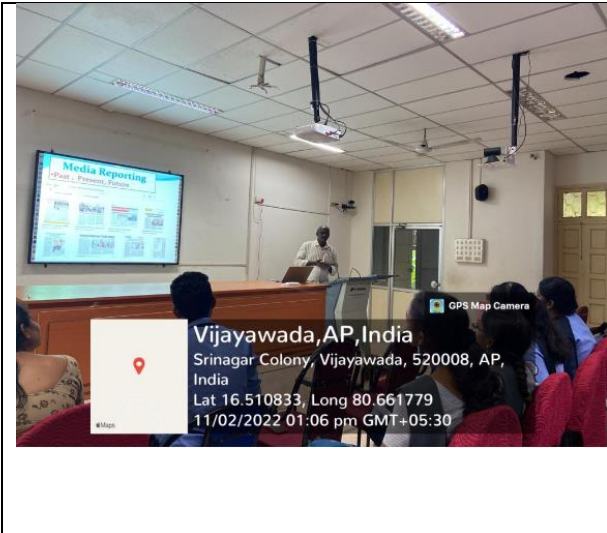 Media Reporting
•Past , Present, Future
GPS Map Camera
Vijayawada,AP,India
Srinagar Colony, Vijayawada, 520008, AP,
India
Lat 16.510833, Long 80.661779
11/02/2022 01:06 pm GMT+05:30
Maps